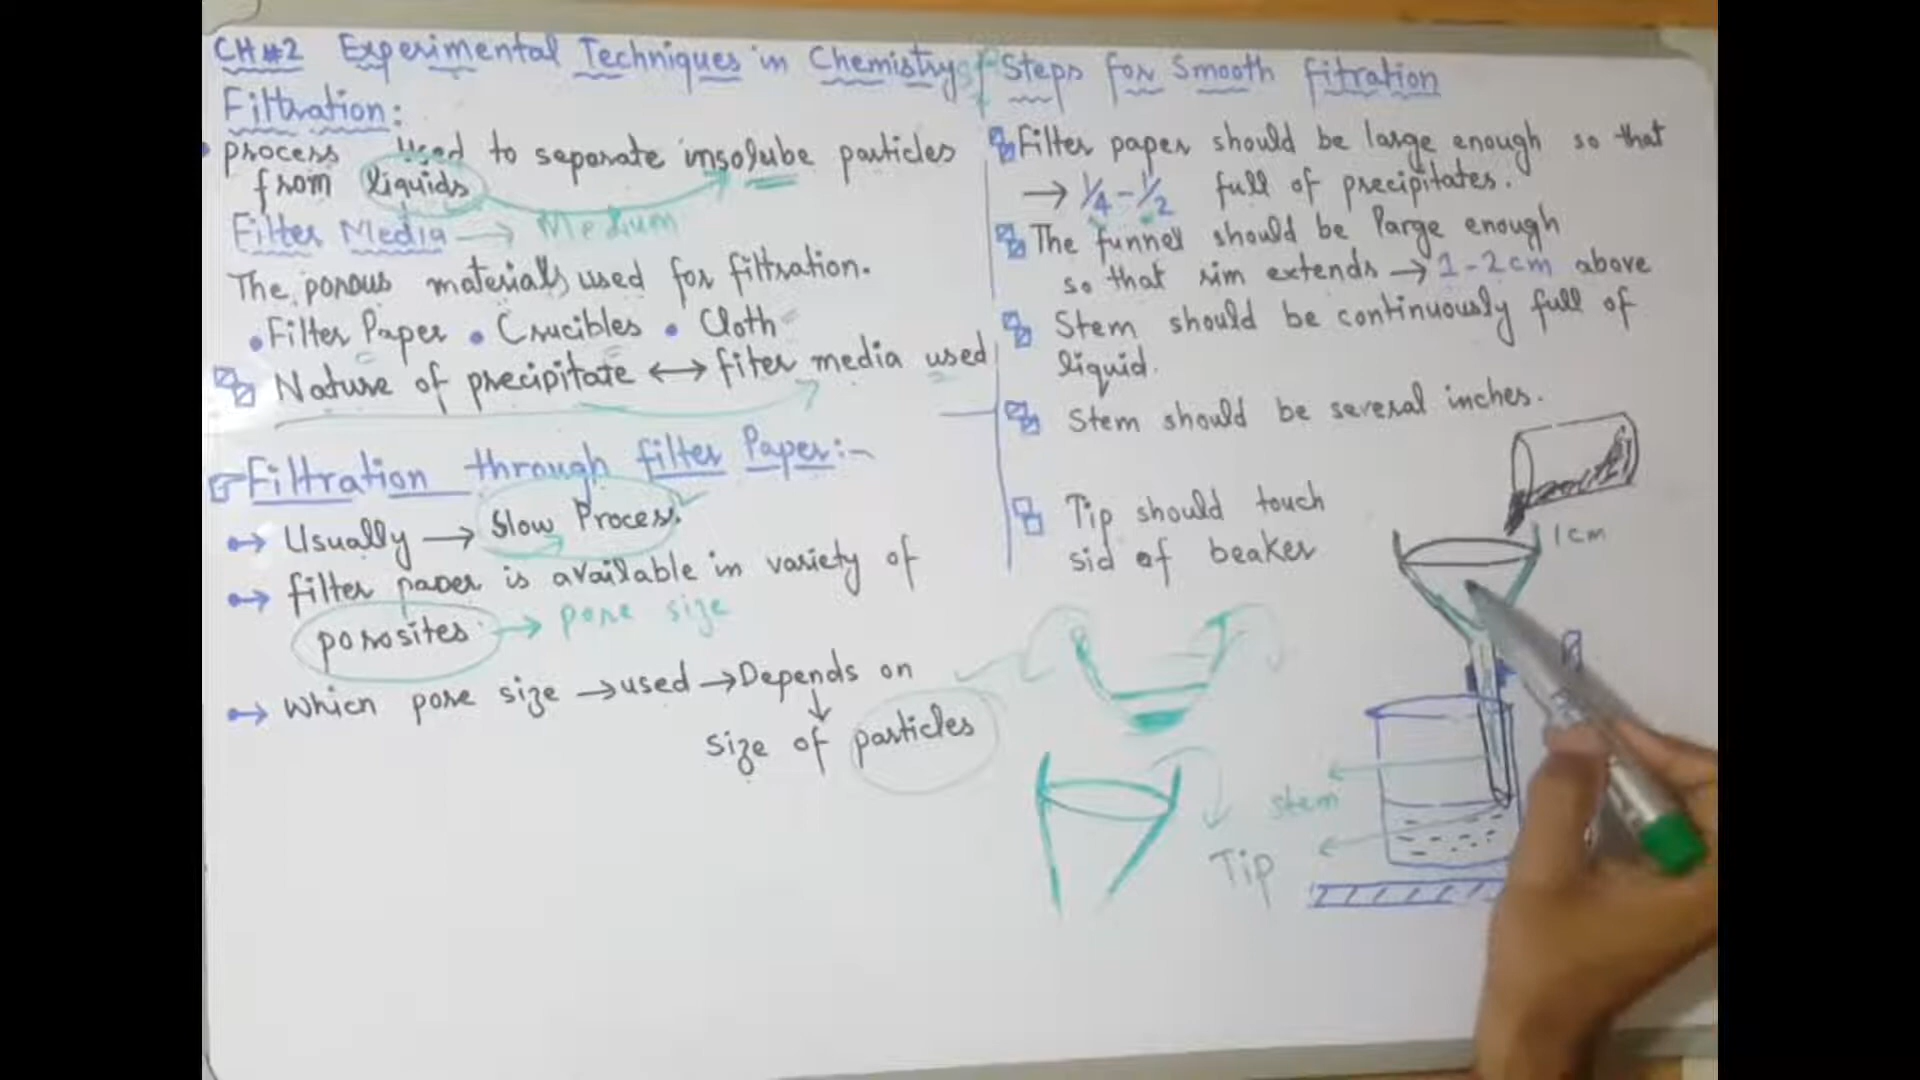 CH#2 Experimental Techniques in Chemistry
Filtration:
process used to separate insolube particles
from liquids
Filter Media → Medium
The porous materials used for filtration.
• Filter Paper • Crucibles • Cloth
Nature of precipitate ↔ fiter media used
Filtration through filter Paper:-
Usually → Slow Process.
filter paper is available in variety of
porosites. → pore size
Which pore size → used → Depends on
↓
size of particles
Steps for Smooth fitration
Filter paper should be large enough so that
→ 1/4 - 1/2 full of precipitates.
The funnel should be large enough
so that rim extends → 1-2cm above
Stem should be continuously full of
liquid.
Stem should be several inches.
Tip should touch
sid of beaker
1cm
stem
Tip